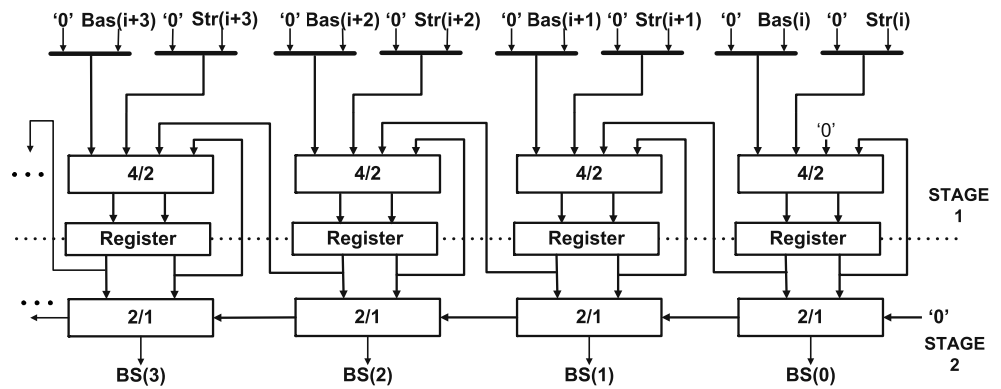 ‘0’ Bas(i+3) ‘0’ Str(i+3) ‘0’ Bas(i+2) ‘0’ Str(i+2) ‘0’ Bas(i+1) ‘0’ Str(i+1) ‘0’ Bas(i) ‘0’ Str(i)
‘0’
... 4/2 4/2 4/2 4/2
STAGE
1
Register Register Register Register
... 2/1 2/1 2/1 2/1 ‘0’
STAGE
2
BS(3) BS(2) BS(1) BS(0)